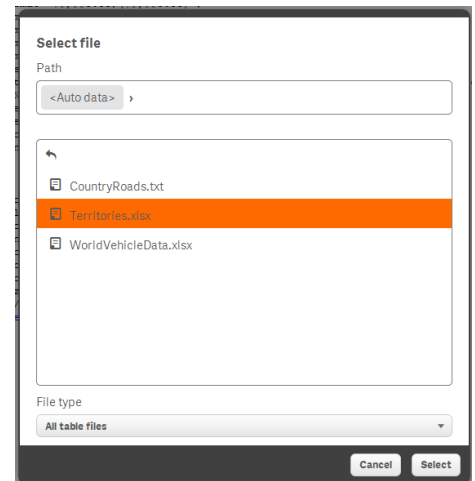 Select file
Path
<Auto data> ›
CountryRoads.txt
Territories.xlsx
WorldVehicleData.xlsx
File type
All table files
Cancel Select